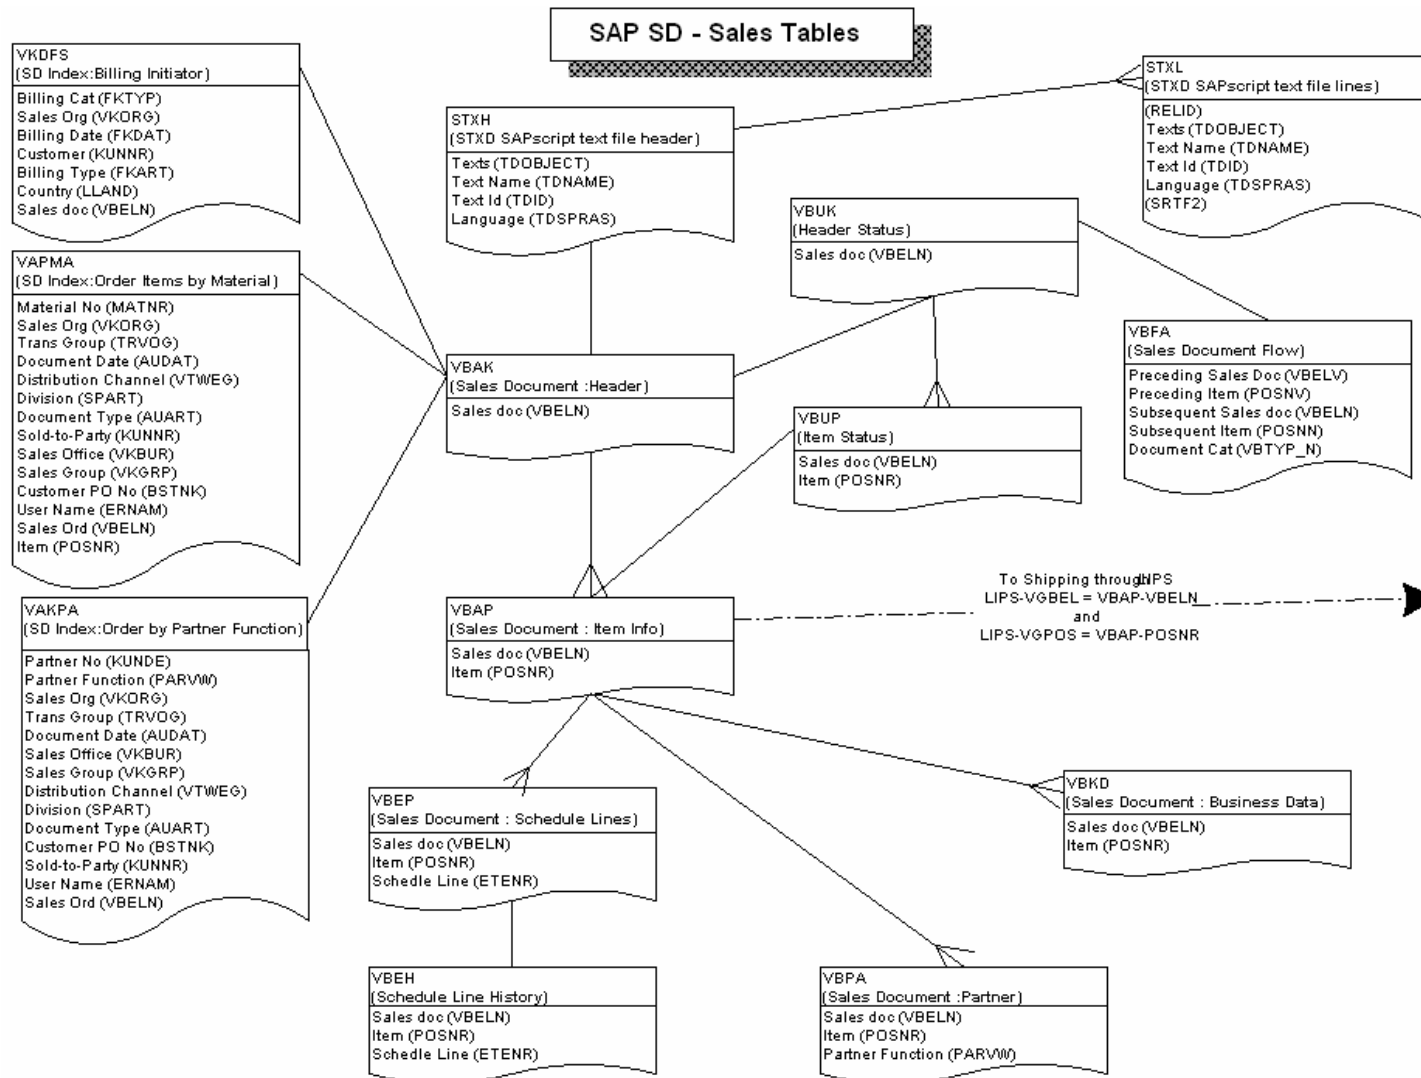 SAP SD - Sales Tables
VKDFS
(SD Index:Billing Initiator)
Billing Cat (FKTYP)
Sales Org (VKORG)
Billing Date (FKDAT)
Customer (KUNNR)
Billing Type (FKART)
Country (LLAND)
Sales doc (VBELN)
VAPMA
(SD Index:Order Items by Material)
Material No (MATNR)
Sales Org (VKORG)
Trans Group (TRVOG)
Document Date (AUDAT)
Distribution Channel (VTWEG)
Division (SPART)
Document Type (AUART)
Sold-to-Party (KUNNR)
Sales Office (VKBUR)
Sales Group (VKGRP)
Customer PO No (BSTNK)
User Name (ERNAM)
Sales Ord (VBELN)
Item (POSNR)
VAKPA
(SD Index:Order by Partner Function)
Partner No (KUNDE)
Partner Function (PARVW)
Sales Org (VKORG)
Trans Group (TRVOG)
Document Date (AUDAT)
Sales Office (VKBUR)
Sales Group (VKGRP)
Distribution Channel (VTWEG)
Division (SPART)
Document Type (AUART)
Customer PO No (BSTNK)
Sold-to-Party (KUNNR)
User Name (ERNAM)
Sales Ord (VBELN)
STXH
(STXD SAPscript text file header)
Texts (TDOBJECT)
Text Name (TDNAME)
Text Id (TDID)
Language (TDSPRAS)
STXL
(STXD SAPscript text file lines)
(RELID)
Texts (TDOBJECT)
Text Name (TDNAME)
Text Id (TDID)
Language (TDSPRAS)
(SRTF2)
VBUK
(Header Status)
Sales doc (VBELN)
VBFA
(Sales Document Flow)
Preceding Sales Doc (VBELV)
Preceding Item (POSNV)
Subsequent Sales doc (VBELN)
Subsequent Item (POSNN)
Document Cat (VBTYP_N)
VBAK
(Sales Document :Header)
Sales doc (VBELN)
VBUP
(Item Status)
Sales doc (VBELN)
Item (POSNR)
VBAP
(Sales Document : Item Info)
Sales doc (VBELN)
Item (POSNR)
To Shipping through LIPS
LIPS-VGBEL = VBAP-VBELN
and
LIPS-VGPOS = VBAP-POSNR
VBEP
(Sales Document : Schedule Lines)
Sales doc (VBELN)
Item (POSNR)
Schedle Line (ETENR)
VBKD
(Sales Document : Business Data)
Sales doc (VBELN)
Item (POSNR)
VBEH
(Schedule Line History)
Sales doc (VBELN)
Item (POSNR)
Schedle Line (ETENR)
VBPA
(Sales Document :Partner)
Sales doc (VBELN)
Item (POSNR)
Partner Function (PARVW)